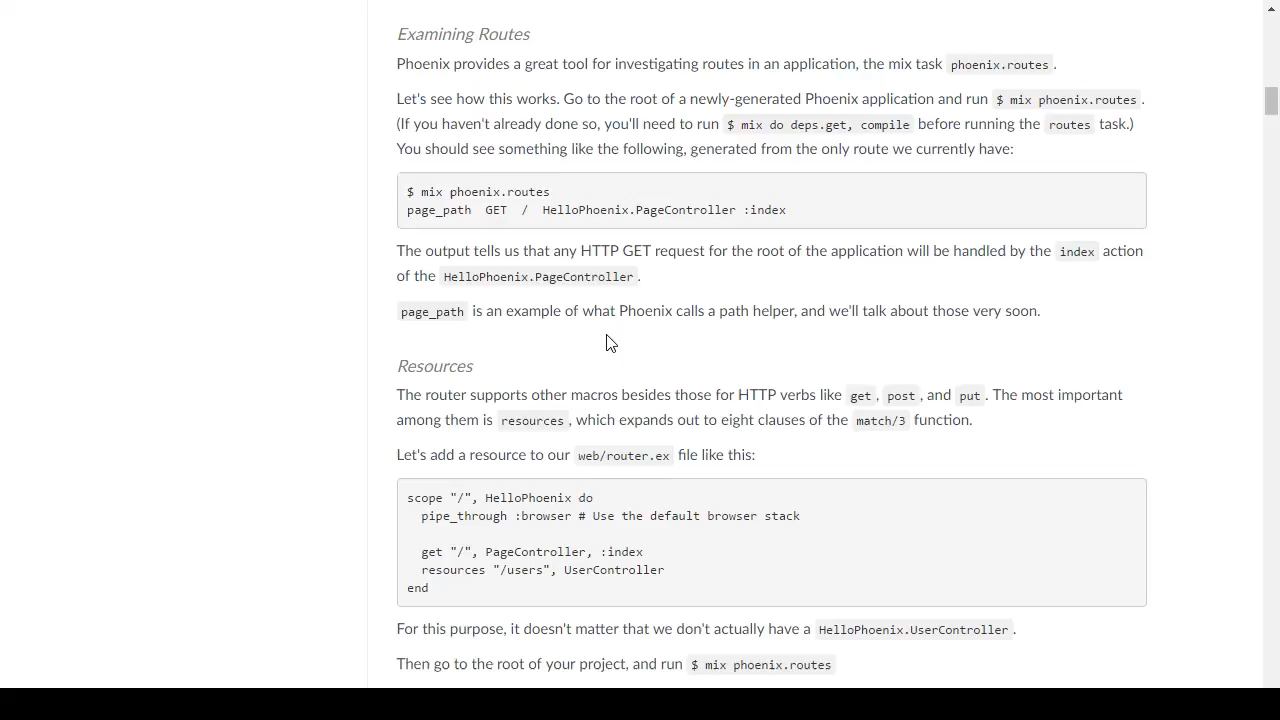 Examining Routes
Phoenix provides a great tool for investigating routes in an application, the mix task phoenix.routes.
Let's see how this works. Go to the root of a newly-generated Phoenix application and run $ mix phoenix.routes.
(If you haven't already done so, you'll need to run $ mix do deps.get, compile before running the routes task.)
You should see something like the following, generated from the only route we currently have:
$ mix phoenix.routes
page_path  GET  /  HelloPhoenix.PageController :index
The output tells us that any HTTP GET request for the root of the application will be handled by the index action
of the HelloPhoenix.PageController.
page_path is an example of what Phoenix calls a path helper, and we'll talk about those very soon.
Resources
The router supports other macros besides those for HTTP verbs like get, post, and put. The most important
among them is resources, which expands out to eight clauses of the match/3 function.
Let's add a resource to our web/router.ex file like this:
scope "/", HelloPhoenix do
  pipe_through :browser # Use the default browser stack
  get "/", PageController, :index
  resources "/users", UserController
end
For this purpose, it doesn't matter that we don't actually have a HelloPhoenix.UserController.
Then go to the root of your project, and run $ mix phoenix.routes